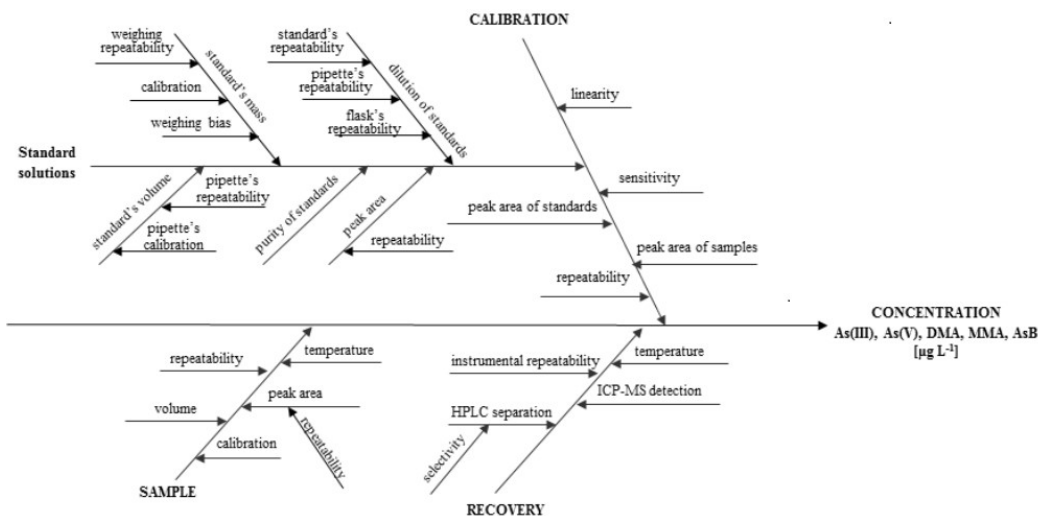 CALIBRATION
weighing
repeatability
standard's mass
calibration
weighing bias
standard's
repeatability
dilution of standards
pipette's
repeatability
flask's
repeatability
linearity
Standard
solutions
sensitivity
standard's volume
pipette's
repeatability
pipette's
calibration
purity of standards
peak area
repeatability
peak area of standards
peak area of samples
repeatability
CONCENTRATION
As(III), As(V), DMA, MMA, AsB
[µg L⁻¹]
repeatability
temperature
peak area
volume
repeatability
calibration
SAMPLE
instrumental repeatability
temperature
ICP-MS detection
HPLC separation
selectivity
RECOVERY